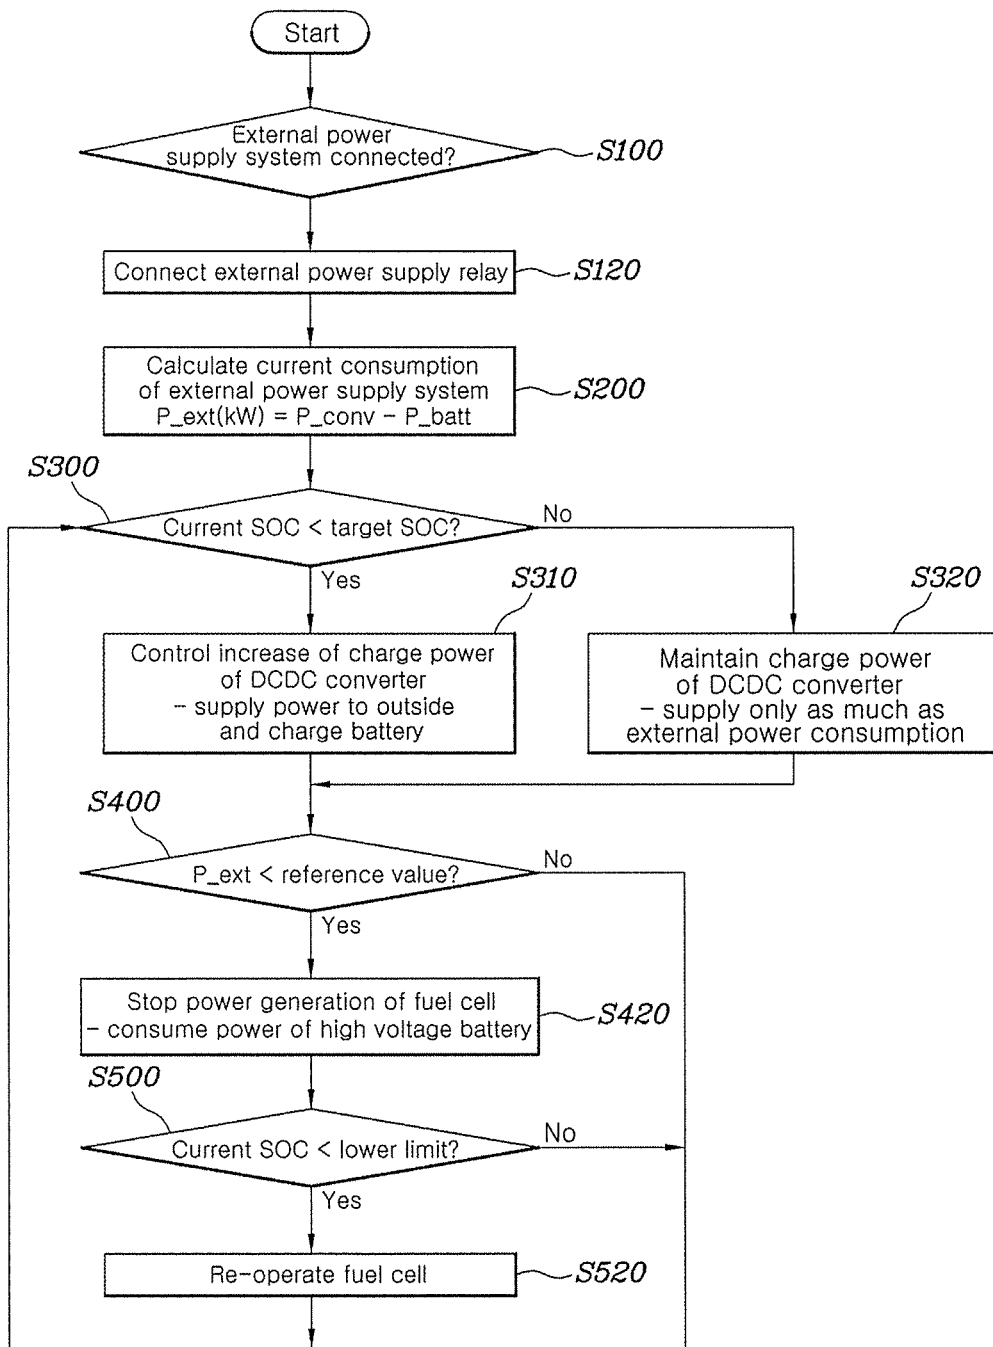 Start
External power
supply system connected?
S100
Connect external power supply relay
S120
Calculate current consumption
of external power supply system
P_ext(kW) = P_conv - P_batt
S200
S300
Current SOC < target SOC?
No
Yes
S310
S320
Control increase of charge power
of DCDC converter
- supply power to outside
and charge battery
Maintain charge power
of DCDC converter
- supply only as much as
external power consumption
S400
P_ext < reference value?
No
Yes
Stop power generation of fuel cell
- consume power of high voltage battery
S420
S500
Current SOC < lower limit?
No
Yes
Re-operate fuel cell
S520